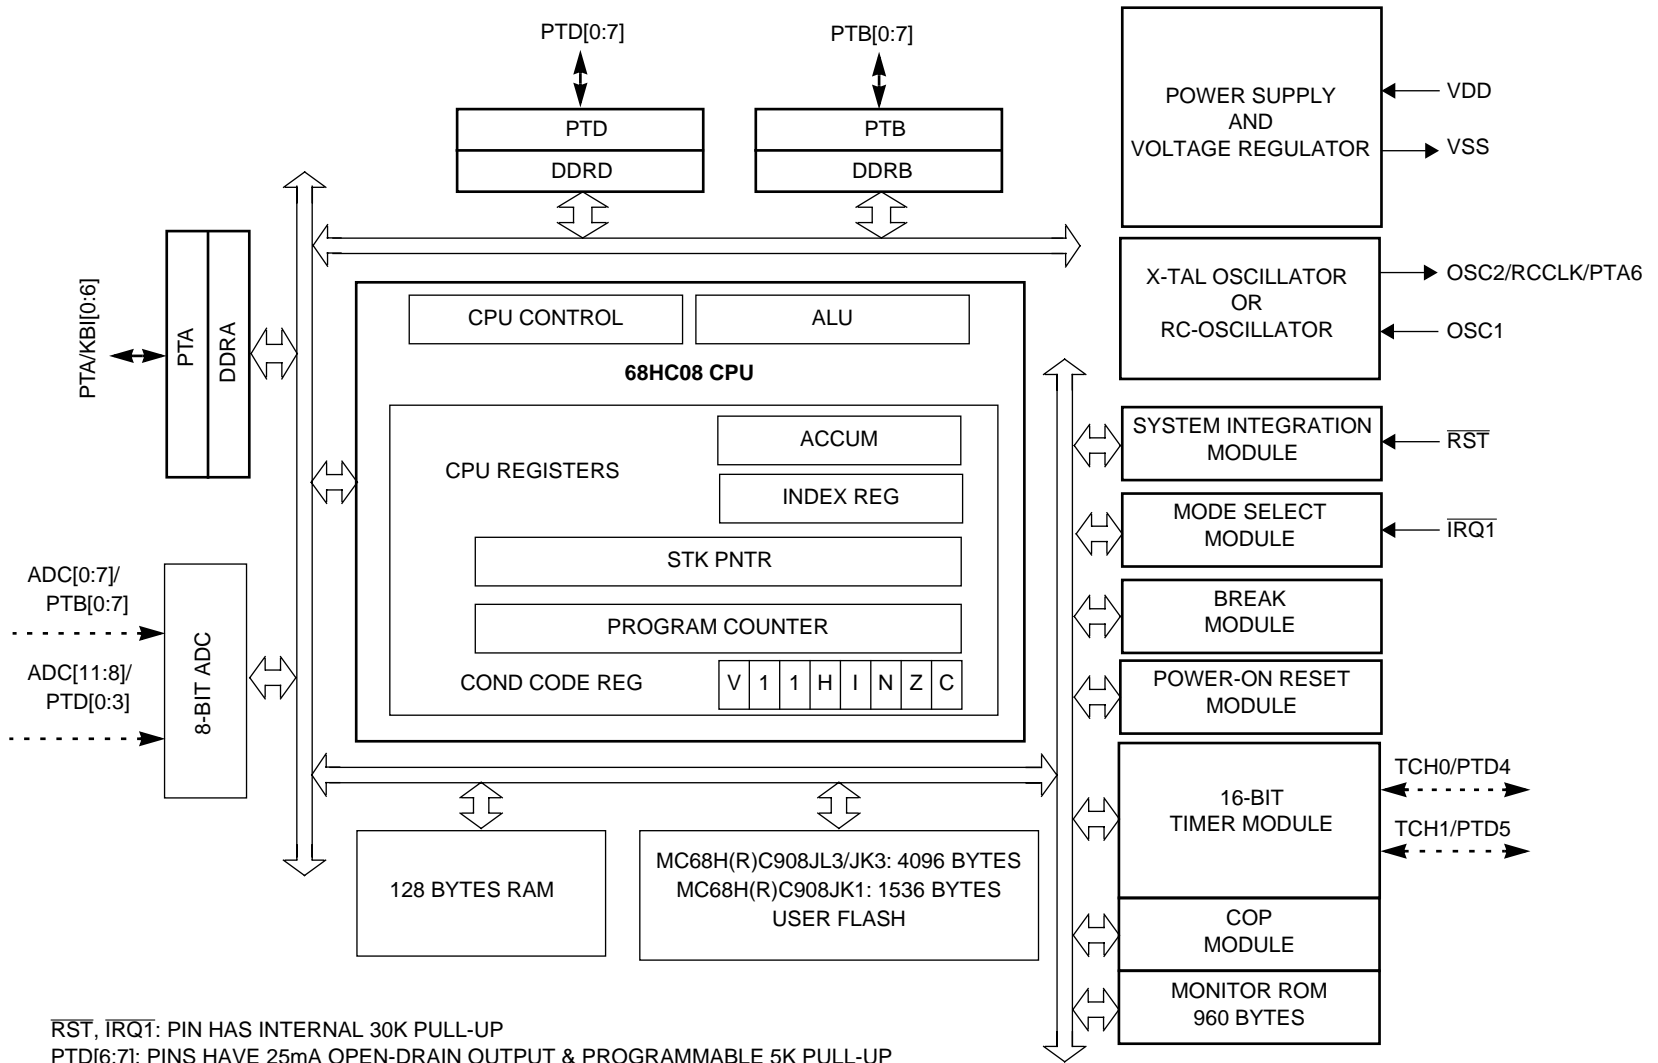 PTD[0:7]
PTB[0:7]
PTD
DDRD
PTB
DDRB
POWER SUPPLY
AND
VOLTAGE REGULATOR
VDD
VSS
X-TAL OSCILLATOR
OR
RC-OSCILLATOR
OSC2/RCCLK/PTA6
OSC1
PTA/KBI[0:6]
PTA
DDRA
CPU CONTROL
ALU
68HC08 CPU
CPU REGISTERS
ACCUM
INDEX REG
STK PNTR
PROGRAM COUNTER
COND CODE REG
V 1 1 H I N Z C
SYSTEM INTEGRATION
MODULE
RST
MODE SELECT
MODULE
IRQ1
BREAK
MODULE
POWER-ON RESET
MODULE
ADC[0:7]/
PTB[0:7]
ADC[11:8]/
PTD[0:3]
8-BIT ADC
16-BIT
TIMER MODULE
TCH0/PTD4
TCH1/PTD5
128 BYTES RAM
MC68H(R)C908JL3/JK3: 4096 BYTES
MC68H(R)C908JK1: 1536 BYTES
USER FLASH
COP
MODULE
MONITOR ROM
960 BYTES
RST, IRQ1: PIN HAS INTERNAL 30K PULL-UP
PTD[6:7]: PINS HAVE 25mA OPEN-DRAIN OUTPUT & PROGRAMMABLE 5K PULL-UP